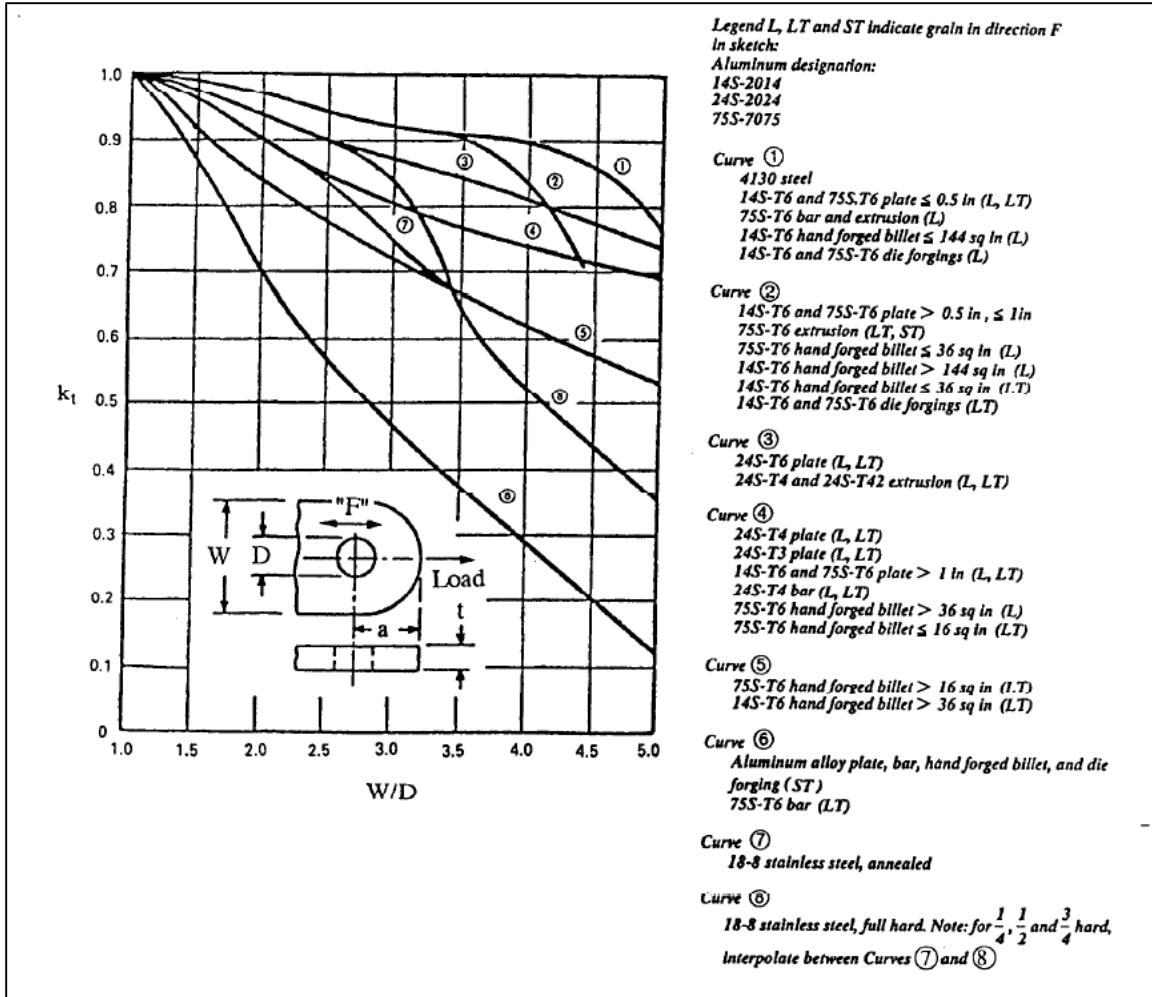 Legend L, LT and ST indicate grain in direction F
in sketch:
Aluminum designation:
14S-2014
24S-2024
75S-7075
Curve ①
4130 steel
14S-T6 and 75S.T6 plate ≦ 0.5 in (L, LT)
75S-T6 bar and extrusion (L)
14S-T6 hand forged billet ≦ 144 sq in (L)
14S-T6 and 75S-T6 die forgings (L)
Curve ②
14S-T6 and 75S-T6 plate > 0.5 in , ≦ 1in
75S-T6 extrusion (LT, ST)
75S-T6 hand forged billet ≦ 36 sq in (L)
14S-T6 hand forged billet > 144 sq in (L)
14S-T6 hand forged billet ≦ 36 sq in (LT)
14S-T6 and 75S-T6 die forgings (LT)
Curve ③
24S-T6 plate (L, LT)
24S-T4 and 24S-T42 extrusion (L, LT)
Curve ④
24S-T4 plate (L, LT)
24S-T3 plate (L, LT)
14S-T6 and 75S-T6 plate > 1 in (L, LT)
24S-T4 bar (L, LT)
75S-T6 hand forged billet > 36 sq in (L)
75S-T6 hand forged billet ≦ 16 sq in (LT)
Curve ⑤
75S-T6 hand forged billet > 16 sq in (LT)
14S-T6 hand forged billet > 36 sq in (LT)
Curve ⑥
Aluminum alloy plate, bar, hand forged billet, and die
forging (ST)
75S-T6 bar (LT)
Curve ⑦
18-8 stainless steel, annealed
Curve ⑧
18-8 stainless steel, full hard. Note: for 1/4, 1/2 and 3/4 hard,
interpolate between Curves ⑦ and ⑧
1.0
0.9
0.8
0.7
0.6
0.5
0.4
0.3
0.2
0.1
0
kt
1.0 1.5 2.0 2.5 3.0 3.5 4.0 4.5 5.0
W/D
①
②
③
④
⑦
⑤
⑧
⑥
"F"
W
D
Load
t
a